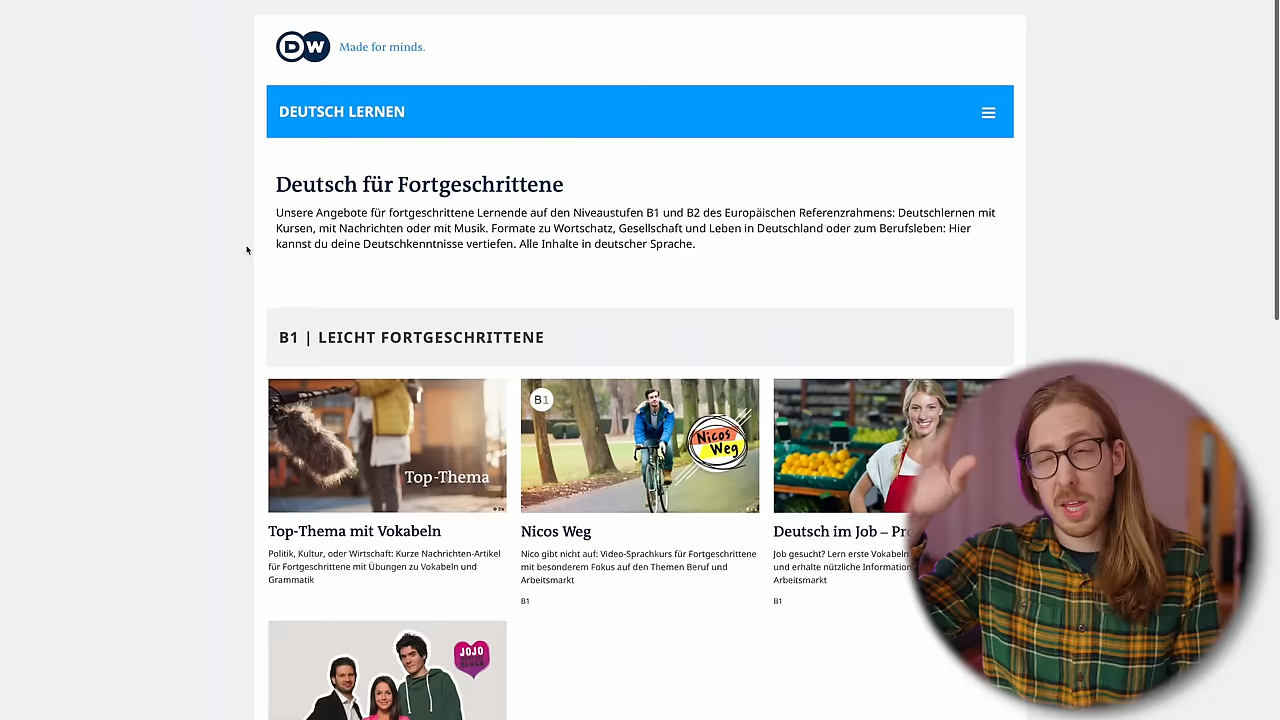 DW Made for minds.
DEUTSCH LERNEN
Deutsch für Fortgeschrittene
Unsere Angebote für fortgeschrittene Lernende auf den Niveaustufen B1 und B2 des Europäischen Referenzrahmens: Deutschlernen mit
Kursen, mit Nachrichten oder mit Musik. Formate zu Wortschatz, Gesellschaft und Leben in Deutschland oder zum Berufsleben: Hier
kannst du deine Deutschkenntnisse vertiefen. Alle Inhalte in deutscher Sprache.
B1 | LEICHT FORTGESCHRITTENE
Top-Thema
© DW
Top-Thema mit Vokabeln
Politik, Kultur, oder Wirtschaft: Kurze Nachrichten-Artikel
für Fortgeschrittene mit Übungen zu Vokabeln und
Grammatik
B1
Nicos
Weg
Nicos Weg
Nico gibt nicht auf: Video-Sprachkurs für Fortgeschrittene
mit besonderem Fokus auf den Themen Beruf und
Arbeitsmarkt
B1
Deutsch im Job –
Job gesucht? Lern erste Vokabeln
und erhalte nützliche
Arbeitsmarkt
B1
JOJO